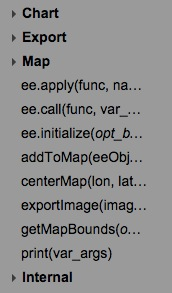 Chart
Export
Map
ee.apply(func, na...
ee.call(func, var_...
ee.initialize(opt_b...
addToMap(eeObj...
centerMap(lon, lat...
exportImage(imag...
getMapBounds(o...
print(var_args)
Internal